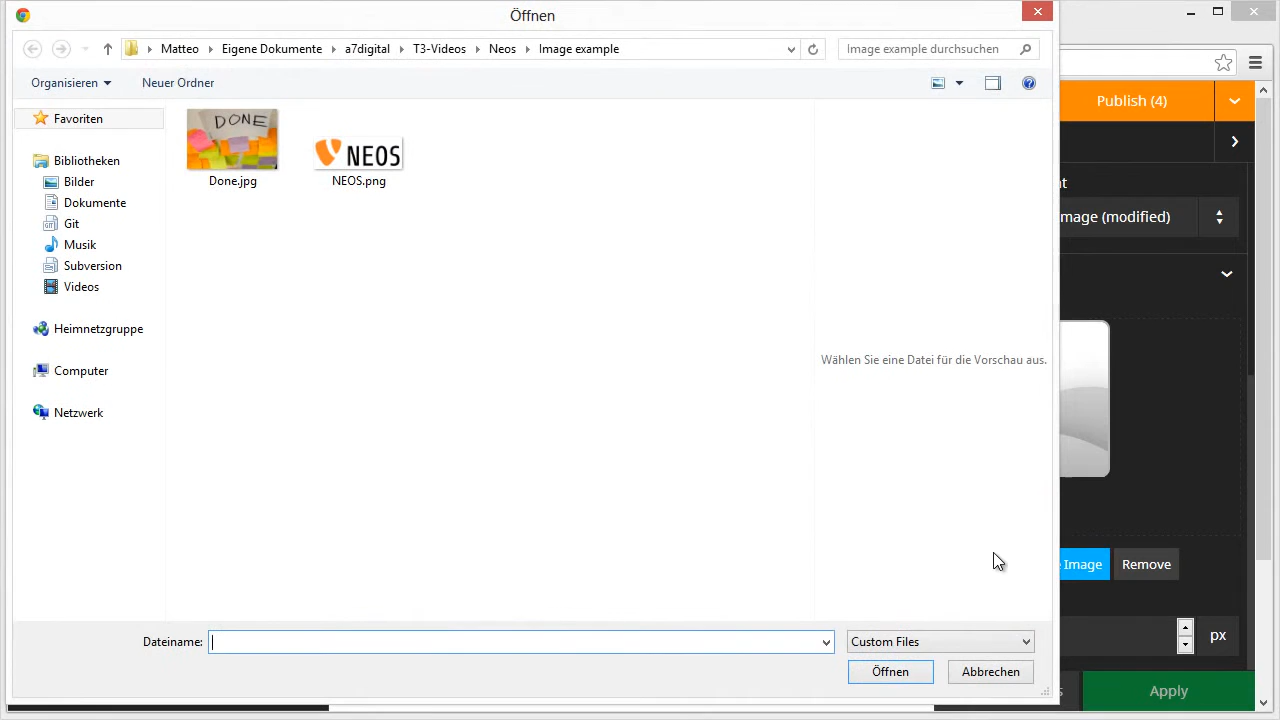 Öffnen
Matteo Eigene Dokumente a7digital T3-Videos Neos Image example
Image example durchsuchen
Organisieren Neuer Ordner
Publish (4)
Favoriten
DONE
NEOS
Done.jpg NEOS.png
Bibliotheken
Bilder
Dokumente
Git
Musik
Subversion
Videos
Heimnetzgruppe
Computer
Netzwerk
Wählen Sie eine Datei für die Vorschau aus.
mage (modified)
Image Remove
px
Dateiname: Custom Files
Öffnen Abbrechen
Apply